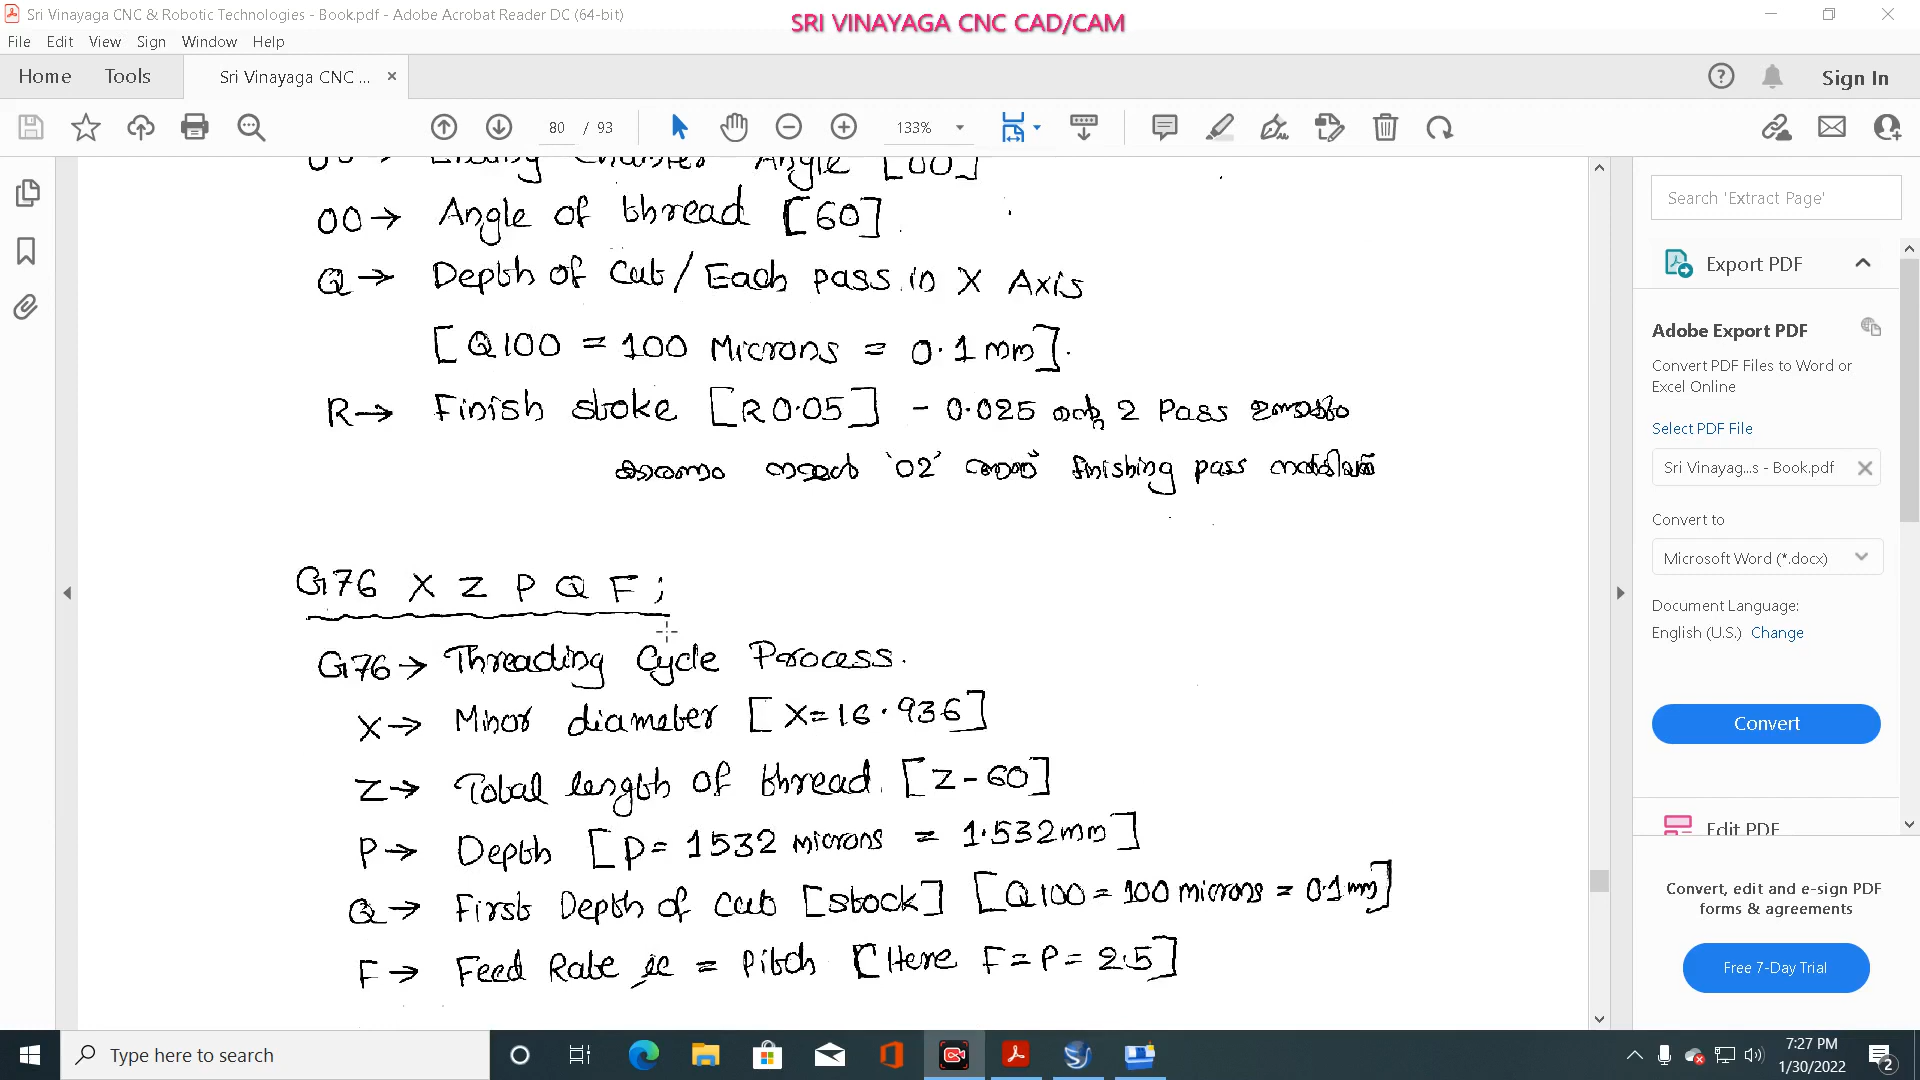 Sri Vinayaga CNC & Robotic Technologies - Book.pdf - Adobe Acrobat Reader DC (64-bit)
SRI VINAYAGA CNC CAD/CAM
File Edit View Sign Window Help
Home Tools Sri Vinayaga CNC ... × Sign In
80 / 93 133%
Angle [00]
00 → Angle of thread [60]
Q → Depth of Cut / Each pass in X Axis
[Q100 = 100 Microns = 0.1 mm].
R → Finish stoke [R0.05] - 0.025 2 Pass
'02' finishing pass
G76 X Z P Q F ;
G76 → Threading Cycle Process.
X → Minor diameter [X=16.936]
Z → Total length of thread. [Z-60]
P → Depth [P= 1532 microns = 1.532mm]
Q → First Depth of cut [stock] [Q100 = 100 microns = 0.1mm]
F → Feed Rate ie = Pitch [Here F = P = 2.5]
Search 'Extract Page'
Export PDF
Adobe Export PDF
Convert PDF Files to Word or
Excel Online
Select PDF File
Sri Vinayag...s - Book.pdf
Convert to
Microsoft Word (*.docx)
Document Language:
English (U.S.) Change
Convert
Edit PDF
Convert, edit and e-sign PDF
forms & agreements
Free 7-Day Trial
Type here to search
7:27 PM
1/30/2022
2